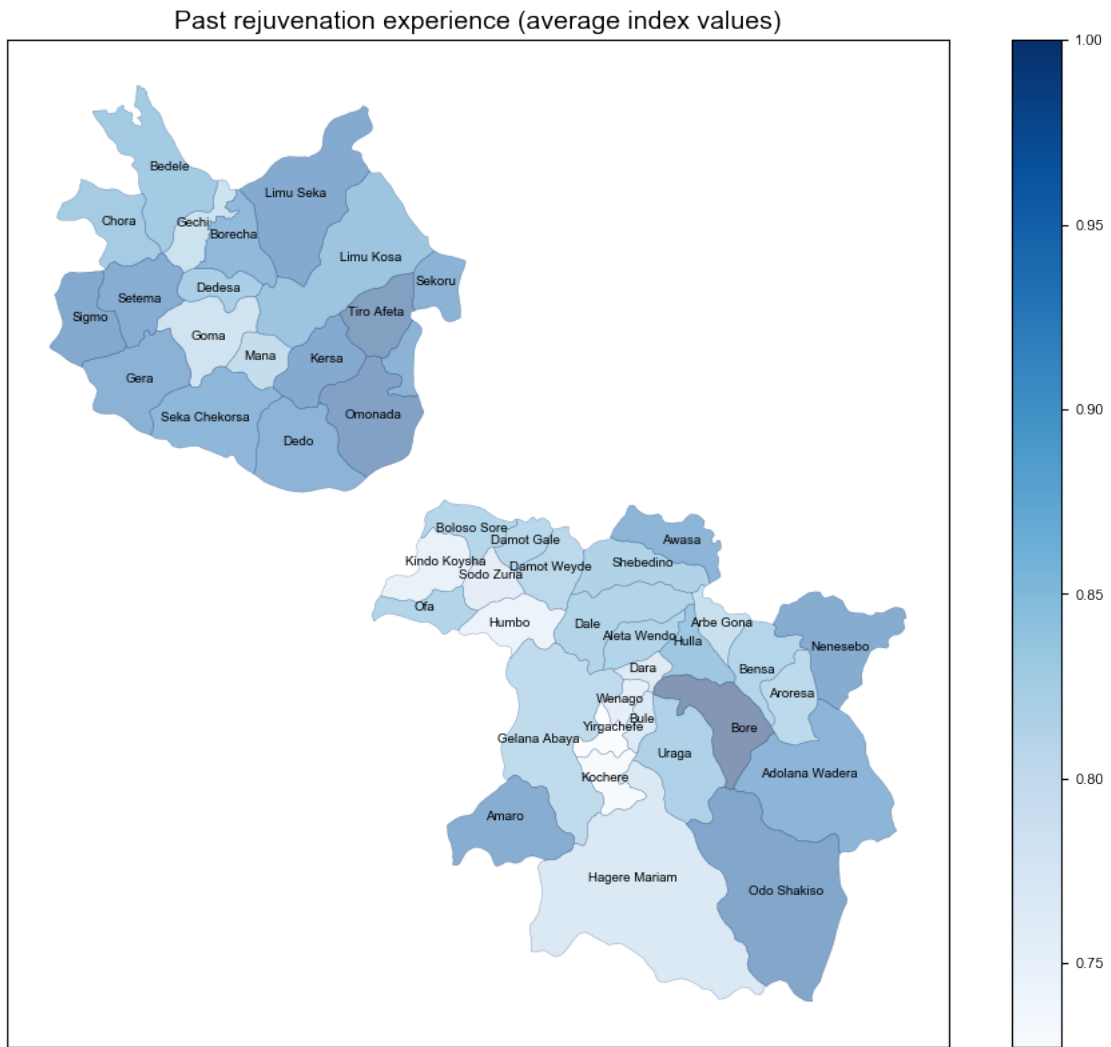 Past rejuvenation experience (average index values)
1.00
Bedele
Limu Seka
Chora
Gechi
Borecha
0.95
Limu Kosa
Sekoru
Dedesa
Setema
Tiro Afeta
Sigmo
Goma
Mana
Kersa
Gera
0.90
Seka Chekorsa
Omonada
Dedo
Boloso Sore
Damot Gale
Awasa
Kindo Koysha
Shebedino
Damot Weyde
Sodo Zuria
0.85
Ofa
Humbo
Dale
Arbe Gona
Aleta Wendo
Hulla
Nenesebo
Dara
Bensa
Aroresa
Wenago
Bule
Yirgachefe
Bore
Gelana Abaya
Uraga
Adolana Wadera
Kochere
0.80
Amaro
Hagere Mariam
Odo Shakiso
0.75